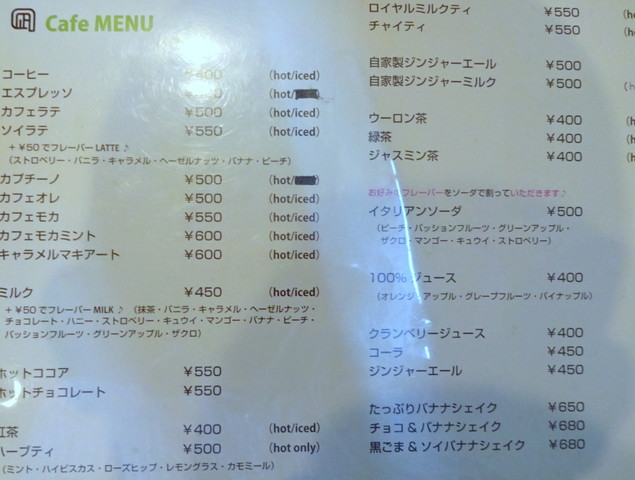 Cafe MENU
コーヒー ¥400 (hot/iced)
エスプレッソ (hot/
カフェラテ ¥500 (hot/iced)
ソイラテ ¥550 (hot/iced)
+¥50でフレーバーLATTE♪
(ストロベリー・バニラ・キャラメル・ヘーゼルナッツ・バナナ・ピーチ)
カプチーノ ¥500 (hot/
カフェオレ ¥500 (hot/iced)
カフェモカ ¥550 (hot/iced)
カフェモカミント ¥600 (hot/iced)
キャラメルマキアート ¥600 (hot/iced)
ミルク ¥450 (hot/iced)
+¥50でフレーバーMILK♪ (抹茶・バニラ・キャラメル・ヘーゼルナッツ・
チョコレート・ハニー・ストロベリー・キュウイ・マンゴー・バナナ・ピーチ・
パッションフルーツ・グリーンアップル・ザクロ)
ホットココア ¥550
ホットチョコレート ¥550
紅茶 ¥400 (hot/iced)
ハーブティ ¥500 (hot only)
(ミント・ハイビスカス・ローズヒップ・レモングラス・カモミール)
ロイヤルミルクティ ¥550
チャイティ ¥550
自家製ジンジャーエール ¥500
自家製ジンジャーミルク ¥500
ウーロン茶 ¥400
緑茶 ¥400
ジャスミン茶 ¥400
お好みのフレーバーをソーダで割っていただきます♪
イタリアンソーダ ¥500
(ピーチ・パッションフルーツ・グリーンアップル・
ザクロ・マンゴー・キュウイ・ストロベリー)
100%ジュース ¥400
(オレンジ・アップル・グレープフルーツ・パイナップル)
クランベリージュース ¥400
コーラ ¥450
ジンジャーエール ¥450
たっぷりバナナシェイク ¥650
チョコ&バナナシェイク ¥680
黒ごま&ソイバナナシェイク ¥680